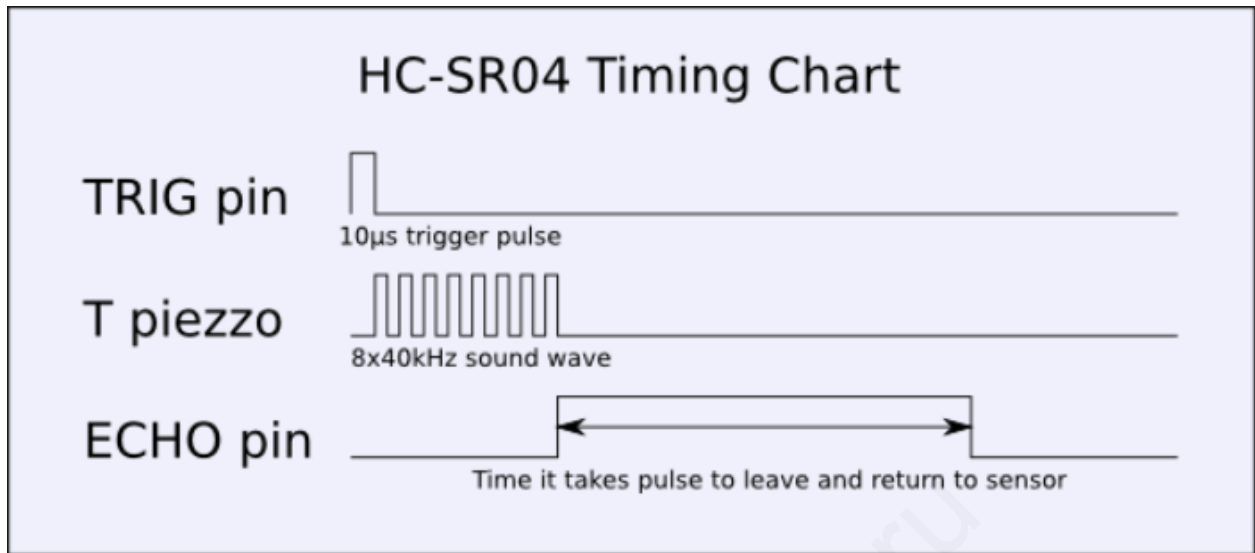 HC-SR04 Timing Chart
TRIG pin
10µs trigger pulse
T piezzo
8x40kHz sound wave
ECHO pin
Time it takes pulse to leave and return to sensor
ru